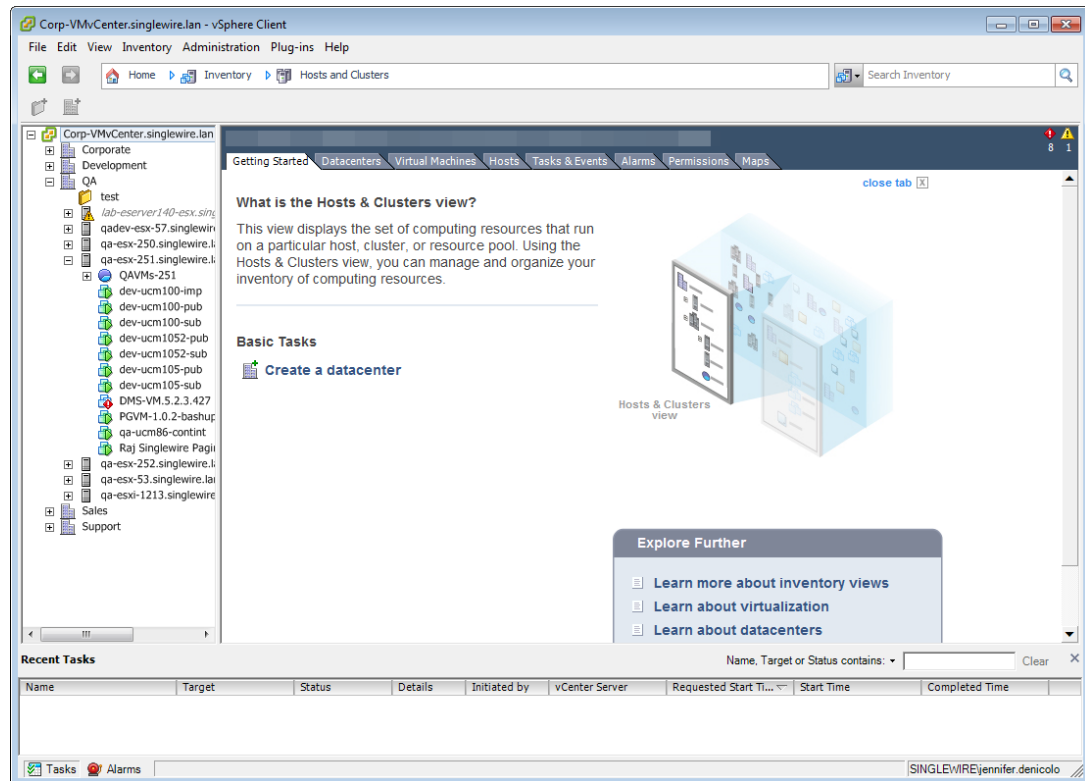 Corp-VMvCenter.singlewire.lan - vSphere Client
File Edit View Inventory Administration Plug-ins Help
Home Inventory Hosts and Clusters Search Inventory
Corp-VMvCenter.singlewire.lan
Corporate
Development
QA
test
lab-eserver140-esx.sing
qadev-esx-57.singlewire
qa-esx-250.singlewire.l
qa-esx-251.singlewire.l
QAVMs-251
dev-ucm100-imp
dev-ucm100-pub
dev-ucm100-sub
dev-ucm1052-pub
dev-ucm1052-sub
dev-ucm105-pub
dev-ucm105-sub
DMS-VM.5.2.3.427
PGVM-1.0.2-bashup
qa-ucm86-contint
Raj Singlewire Pagi
qa-esx-252.singlewire.l
qa-esx-53.singlewire.la
qa-esxi-1213.singlewire
Sales
Support
8 1
Getting Started Datacenters Virtual Machines Hosts Tasks & Events Alarms Permissions Maps
close tab X
What is the Hosts & Clusters view?
This view displays the set of computing resources that run
on a particular host, cluster, or resource pool. Using the
Hosts & Clusters view, you can manage and organize your
inventory of computing resources.
Basic Tasks
Create a datacenter
Hosts & Clusters
view
Explore Further
Learn more about inventory views
Learn about virtualization
Learn about datacenters
Recent Tasks Name, Target or Status contains: Clear
Name Target Status Details Initiated by vCenter Server Requested Start Ti... Start Time Completed Time
Tasks Alarms SINGLEWIRE\jennifer.denicolo